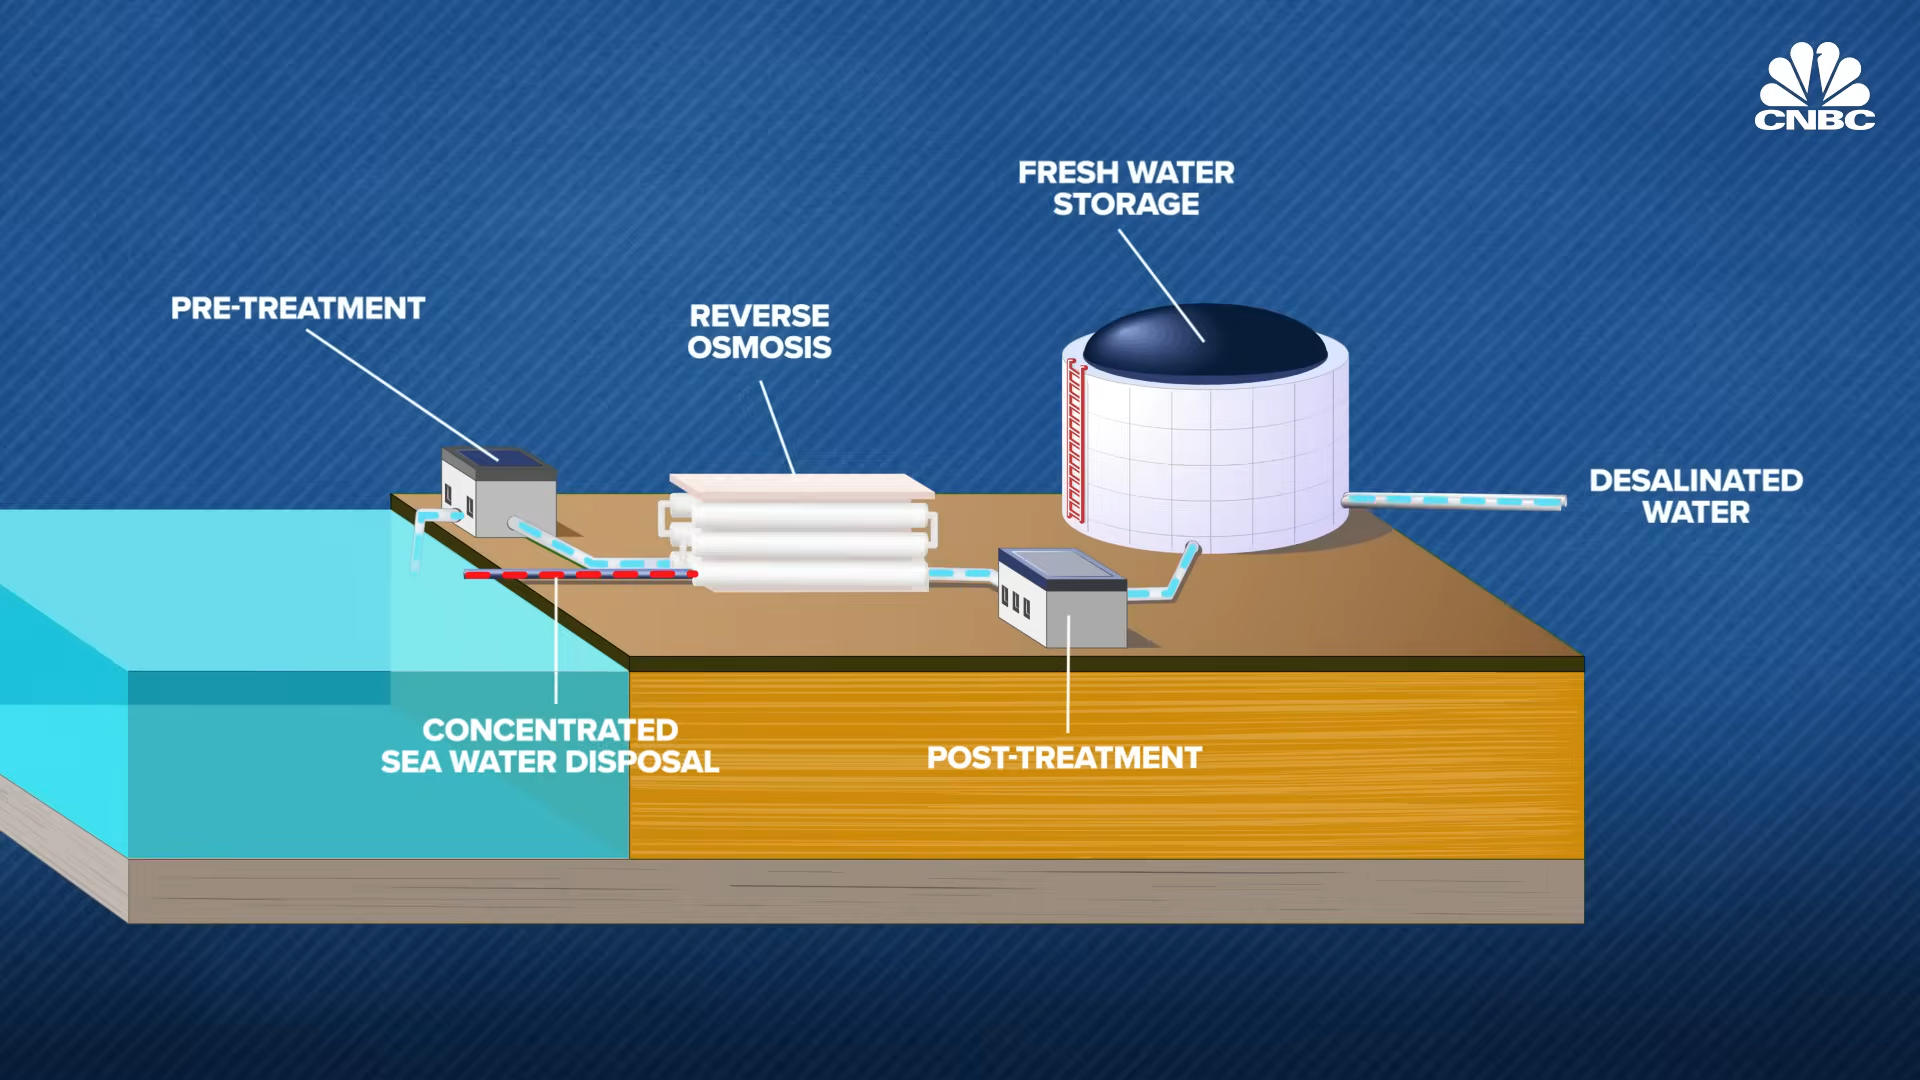 CNBC
FRESH WATER
STORAGE
PRE-TREATMENT
REVERSE
OSMOSIS
DESALINATED
WATER
CONCENTRATED
SEA WATER DISPOSAL
POST-TREATMENT